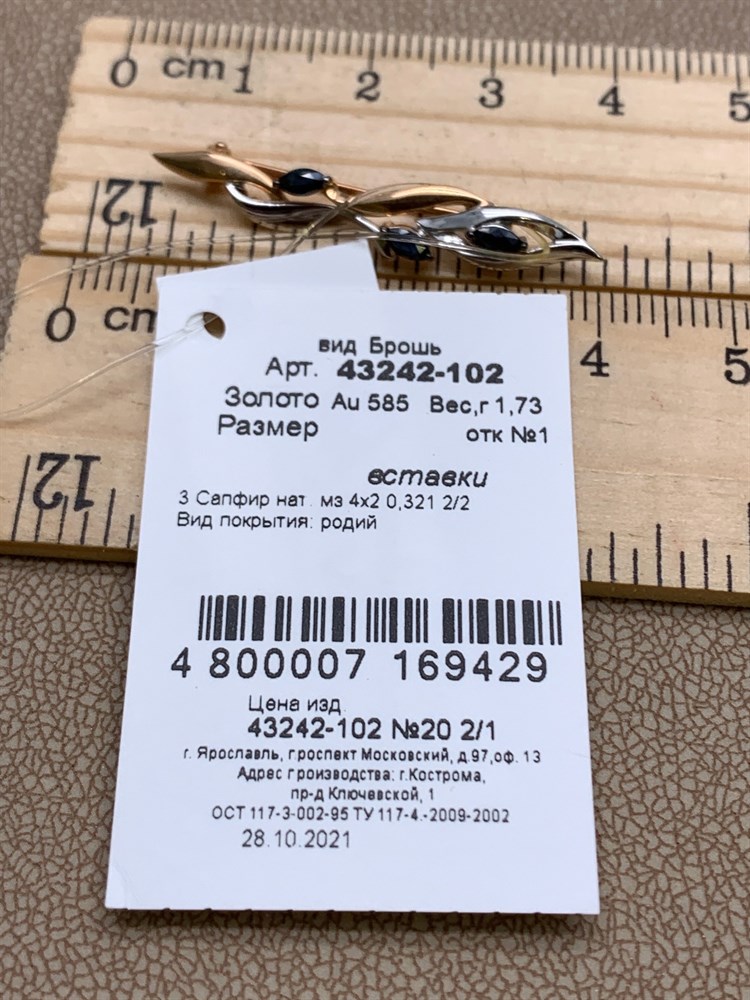 0 cm 1 2 3 4 5
12
0 cm 4 5
12
вид Брошь
Арт. 43242-102
Золото Au 585 Вес,г 1,73
Размер отк №1
вставки
3 Сапфир нат. мз 4х2 0,321 2/2
Вид покрытия: родий
4 800007 169429
Цена изд.
43242-102 №20 2/1
г. Ярославль, гроспект Московский, д.97,оф. 13
Адрес гроизводства: г.Кострома,
пр-д Ключевской, 1
ОСТ 117-3-002-95 ТУ 117-4.-2009-2002
28.10.2021